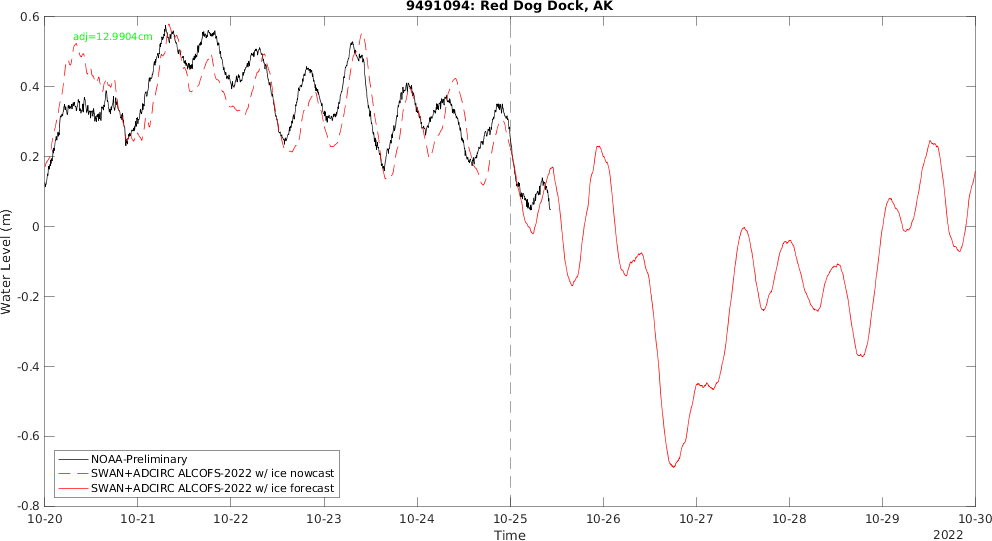 9491094: Red Dog Dock, AK
adj=12.9904cm
Water Level (m)
0.6
0.4
0.2
0
-0.2
-0.4
-0.6
-0.8
NOAA-Preliminary
SWAN+ADCIRC ALCOFS-2022 w/ ice nowcast
SWAN+ADCIRC ALCOFS-2022 w/ ice forecast
10-20 10-21 10-22 10-23 10-24 10-25 10-26 10-27 10-28 10-29 10-30
Time
2022